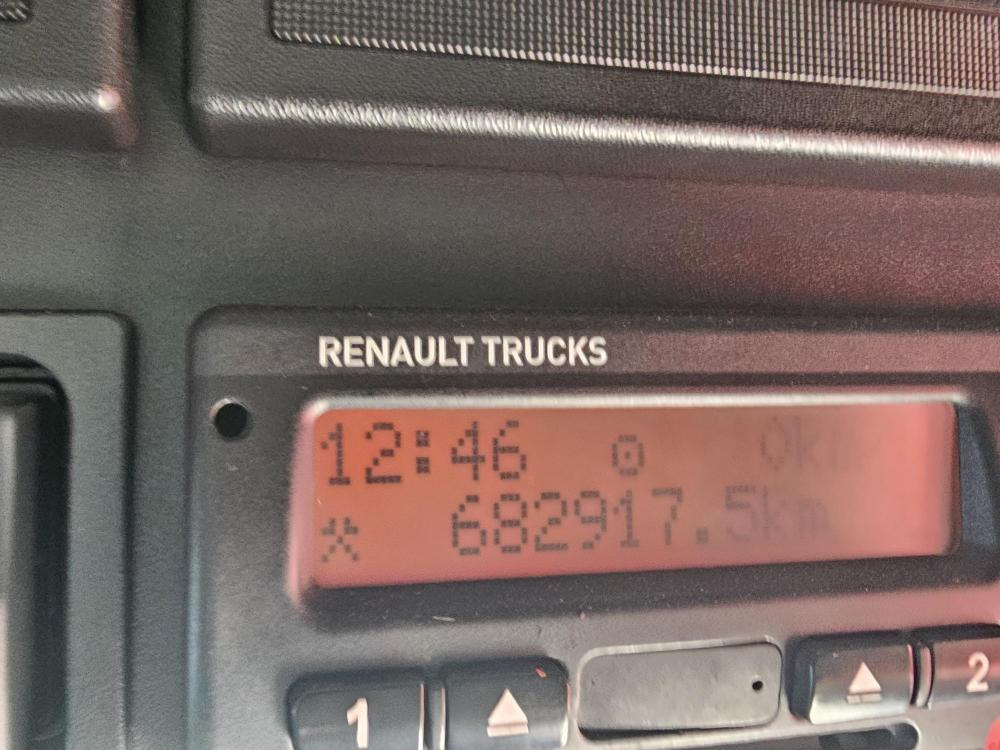 RENAULT TRUCKS
12:46 0 0km
682917.5km
1 2